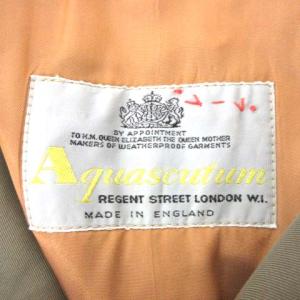 BY APPOINTMENT
TO H.M. QUEEN ELIZABETH THE QUEEN MOTHER
MAKERS OF WEATHERPROOF GARMENTS
Aquascutum
REGENT STREET LONDON W.I.
MADE IN ENGLAND